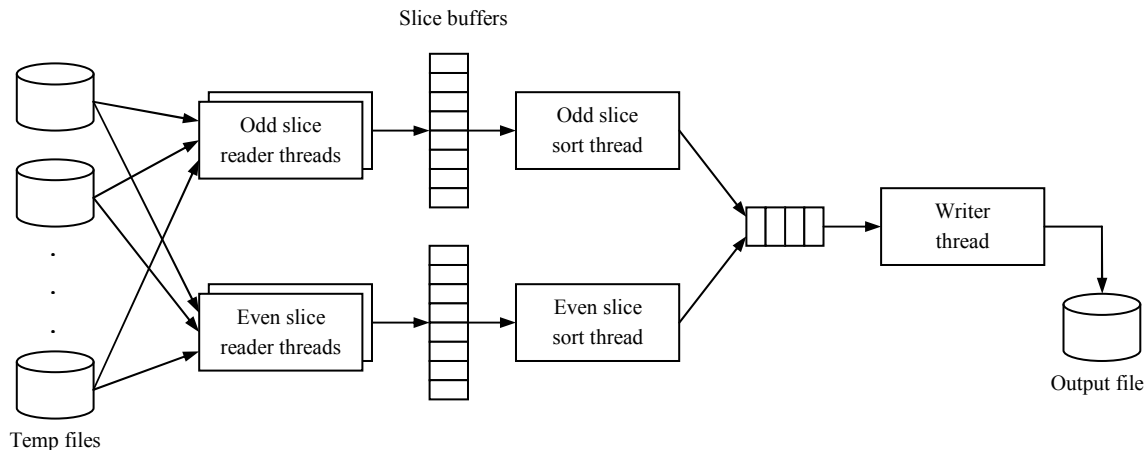 Slice buffers
Odd slice
reader threads
Odd slice
sort thread
Writer
thread
Even slice
reader threads
Even slice
sort thread
Output file
Temp files